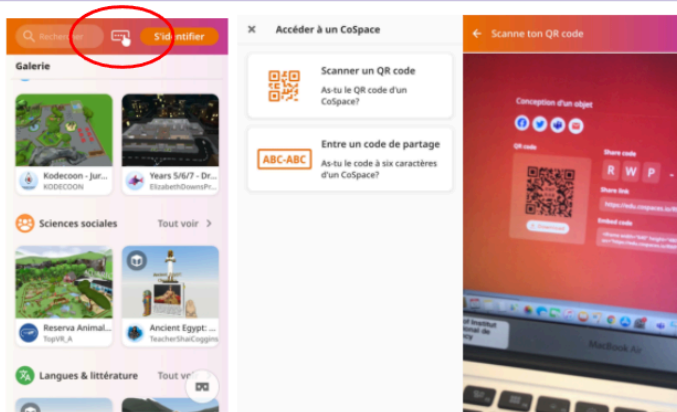 Rechercher
S'identifier
Galerie
Kodecoon - Jur...
KODECOON
Years 5/6/7 - Dr...
ElizabethDownsPr...
Sciences sociales
Tout voir >
Reserva Animal...
TopVR_A
Ancient Egypt: ...
TeacherShaiCoggins
Langues & littérature
Tout voir
Accéder à un CoSpace
Scanner un QR code
As-tu le QR code d'un
CoSpace?
ABC-ABC
Entre un code de partage
As-tu le code à six caractères
d'un CoSpace?
Scanne ton QR code
Conception d'un objet
QR code
Share code
R W P -
Share link
Embed code
MacBook Air